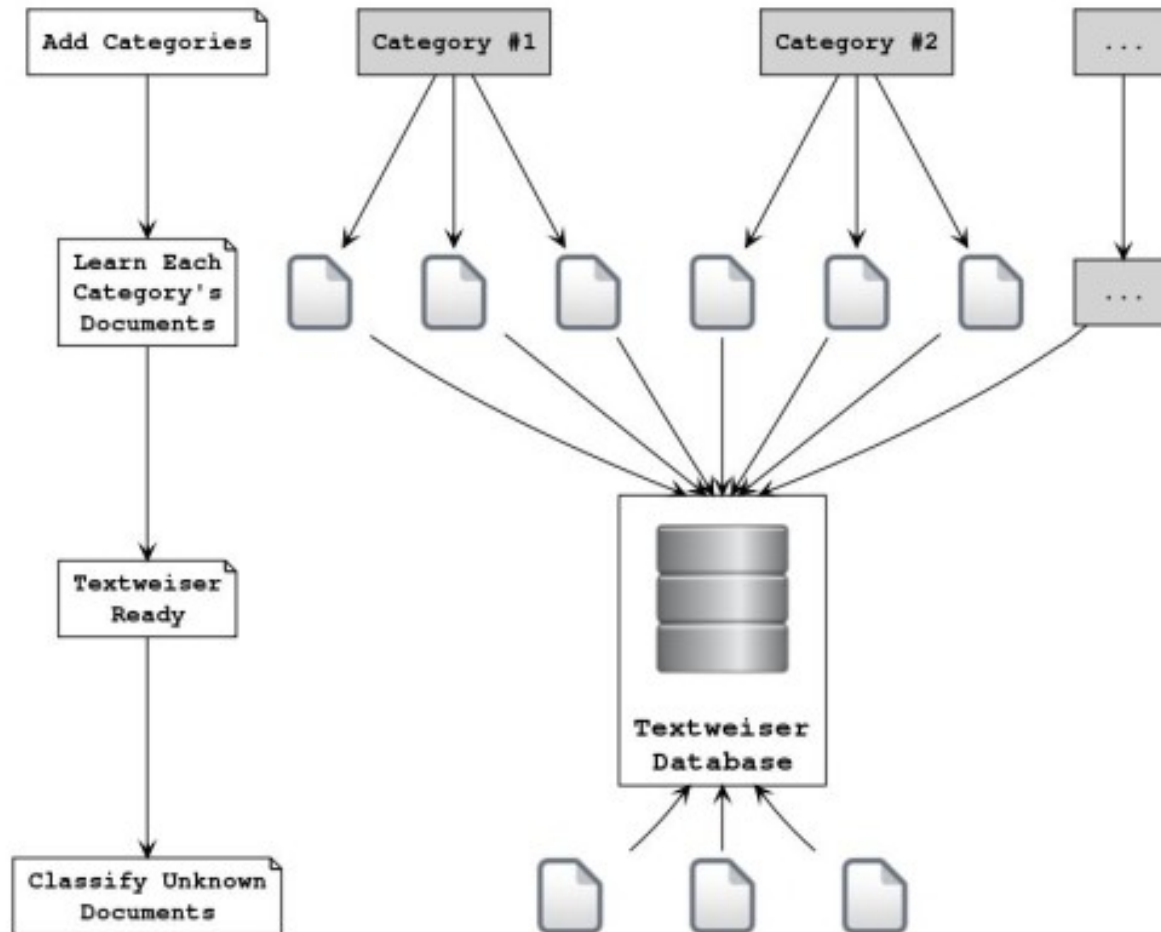 Add Categories
Category #1
Category #2
...
Learn Each
Category's
Documents
...
Textweiser
Ready
Textweiser
Database
Classify Unknown
Documents